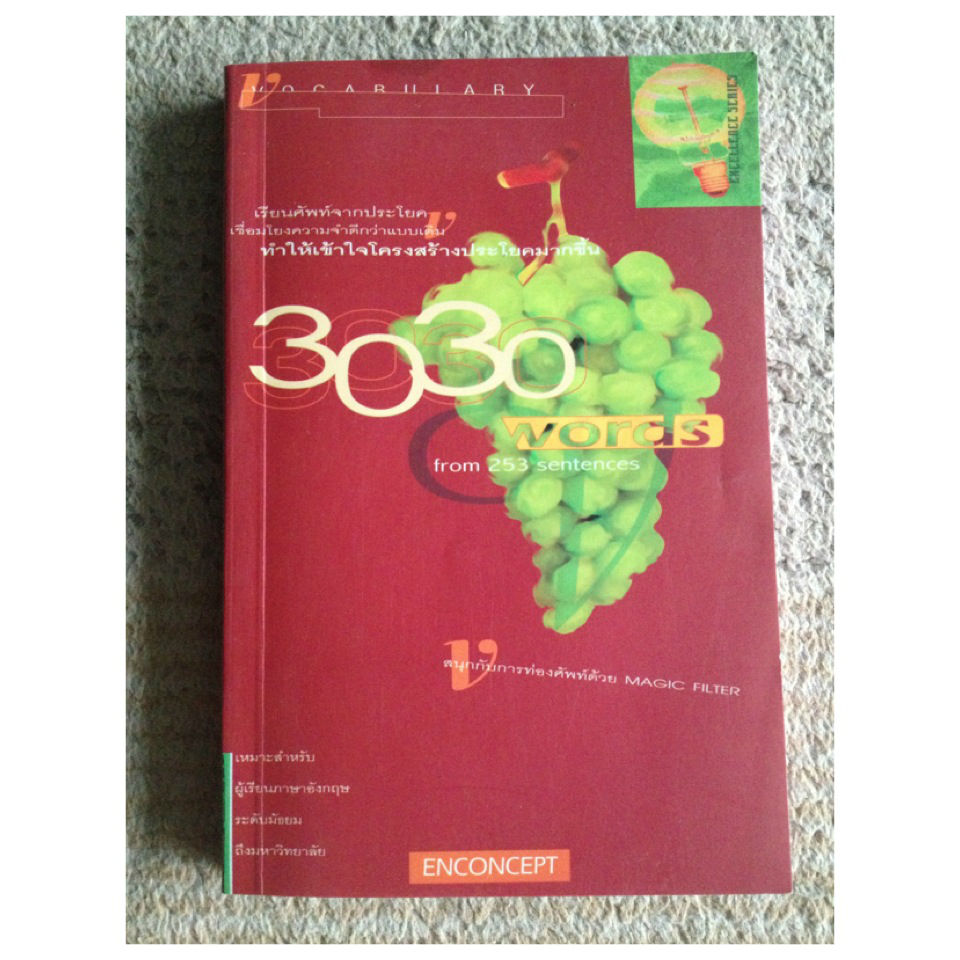 VOCABULARY
เรียนศัพท์จากประโยค
เชื่อมโยงความจำดีกว่าแบบเดิม
ทำให้เข้าใจโครงสร้างประโยคมากขึ้น
3030
words
from 253 sentences
สนุกกับการท่องศัพท์ด้วย MAGIC FILTER
เหมาะสำหรับ
ผู้เรียนภาษาอังกฤษ
ระดับมัธยม
ถึงมหาวิทยาลัย
ENCONCEPT